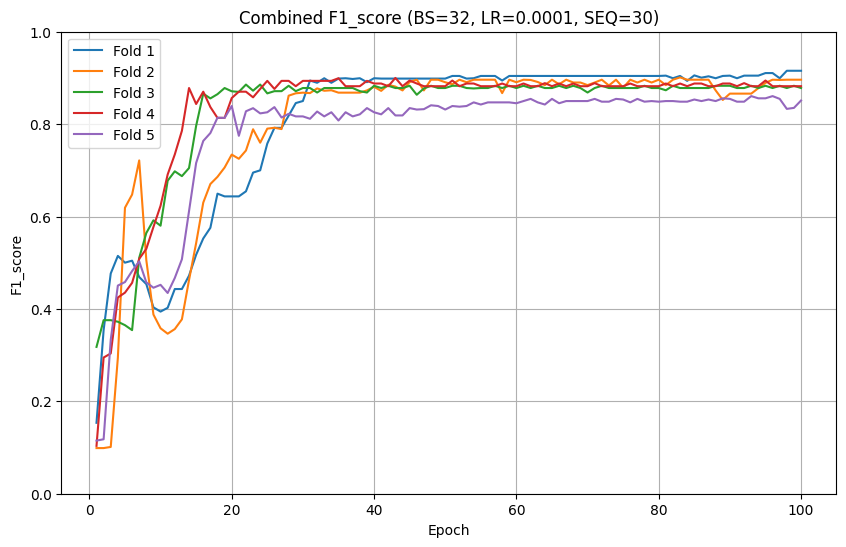 Combined F1_score (BS=32, LR=0.0001, SEQ=30)
Fold 1
Fold 2
Fold 3
Fold 4
Fold 5
F1_score
1.0
0.8
0.6
0.4
0.2
0.0
0 20 40 60 80 100
Epoch